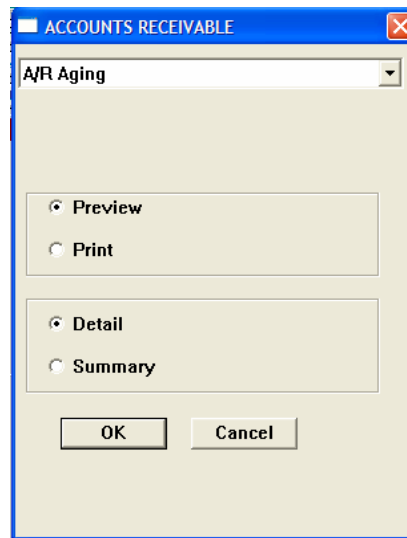 ACCOUNTS RECEIVABLE
A/R Aging
Preview
Print
Detail
Summary
OK Cancel